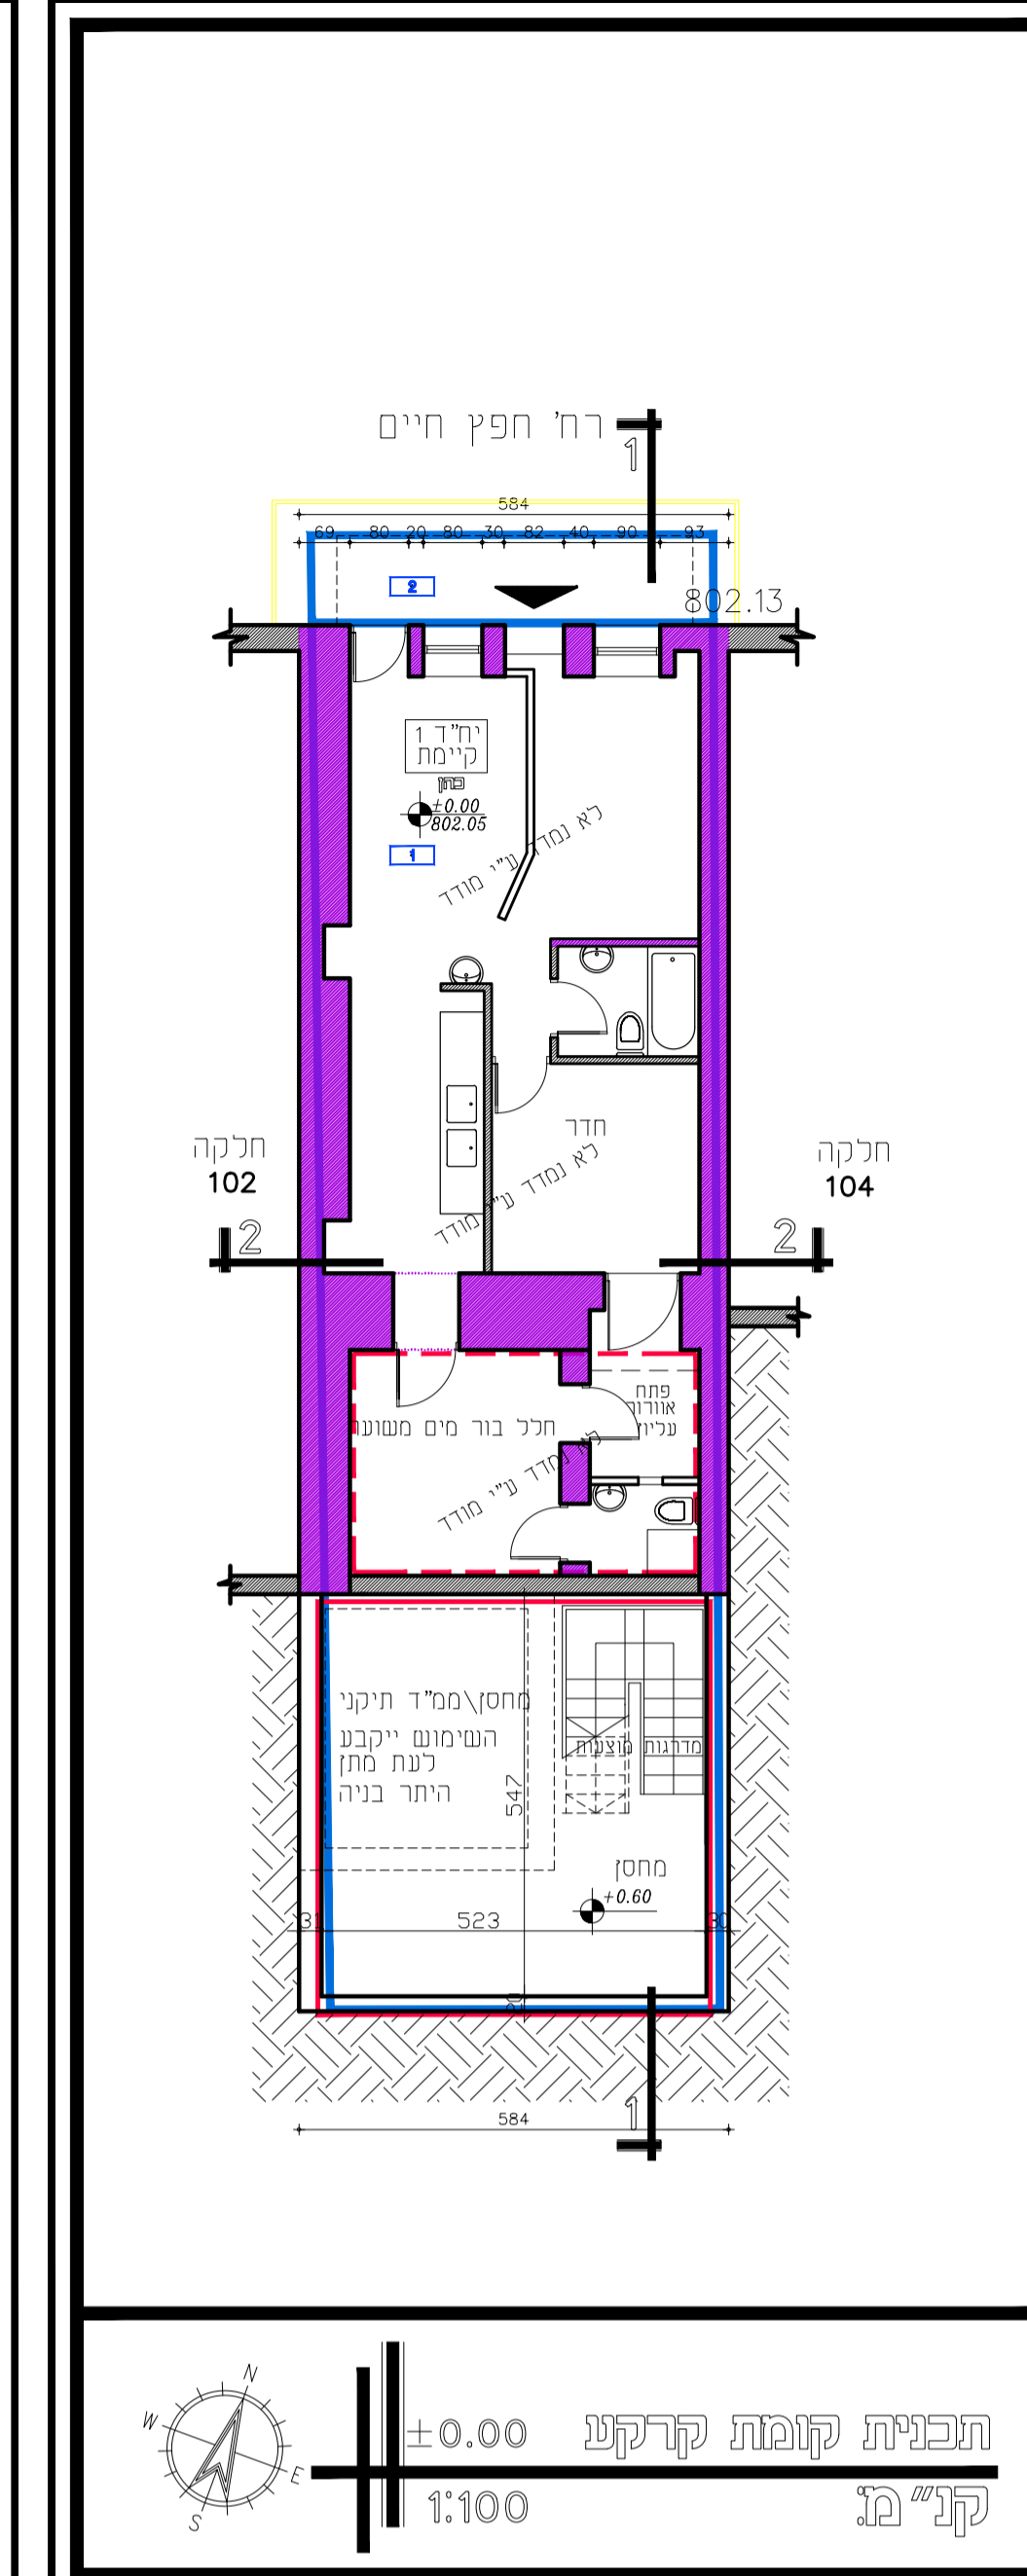 רח' חפץ חיים
1
584
69 80 20 80 30 82 40 90 93
2
802.13
יח"ד 1
קיימת
±0.00
802.05
1
לא נמדד ע"י מודד
חדר
לא נמדד ע"י מודד
חלקה
102
חלקה
104
2
2
פתח
אוורור
עליון
חלל בור מים משוער
לא נמדד ע"י מודד
מחסן\ממ"ד תיקני
השימוש ייקבע
לעת מתן
היתר בניה
מדרגות מוצעות
547
מחסן
+0.60
31 523 30
20
584
1
N
W
E
S
תכנית קומת קרקע ±0.00
קנ"מ: 1:100